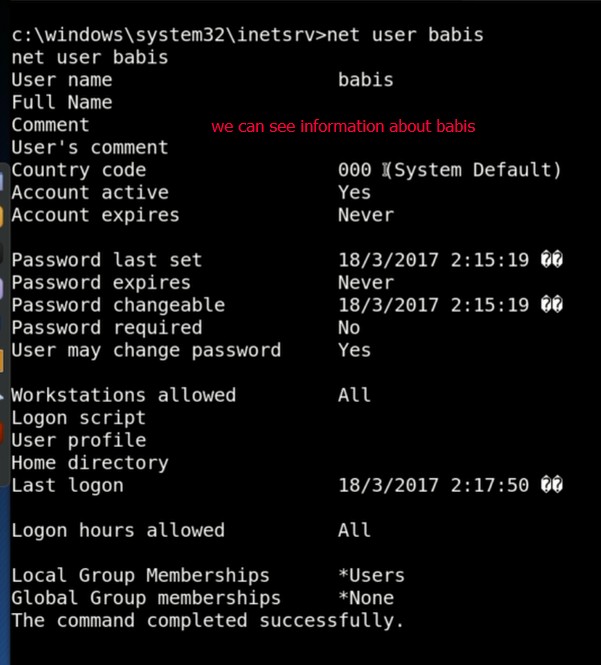 c:\windows\system32\inetsrv>net user babis
net user babis
User name babis
Full Name
Comment
we can see information about babis
User's comment
Country code 000 (System Default)
Account active Yes
Account expires Never
Password last set 18/3/2017 2:15:19 ��
Password expires Never
Password changeable 18/3/2017 2:15:19 ��
Password required No
User may change password Yes
Workstations allowed All
Logon script
User profile
Home directory
Last logon 18/3/2017 2:17:50 ��
Logon hours allowed All
Local Group Memberships *Users
Global Group memberships *None
The command completed successfully.